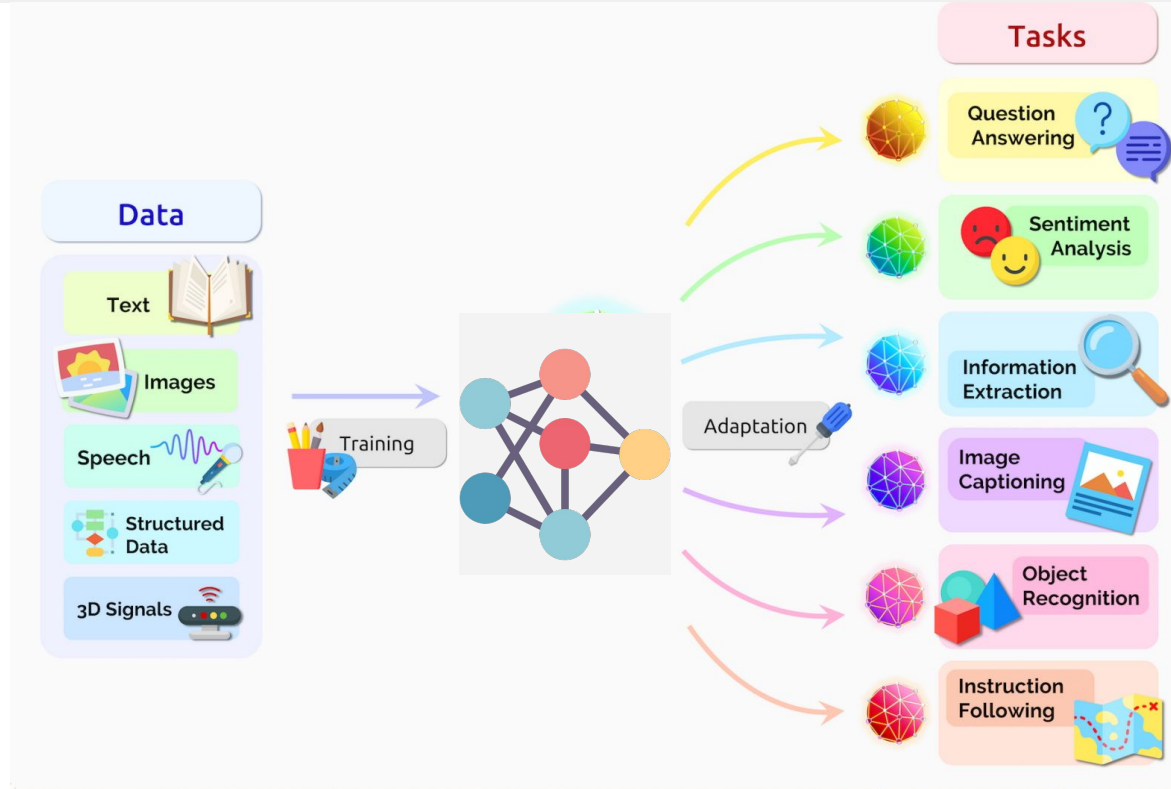 Tasks
Question
Answering
?
Sentiment
Analysis
Data
Text
Images
Information
Extraction
Training
Adaptation
Speech
Image
Captioning
Structured
Data
3D Signals
Object
Recognition
Instruction
Following